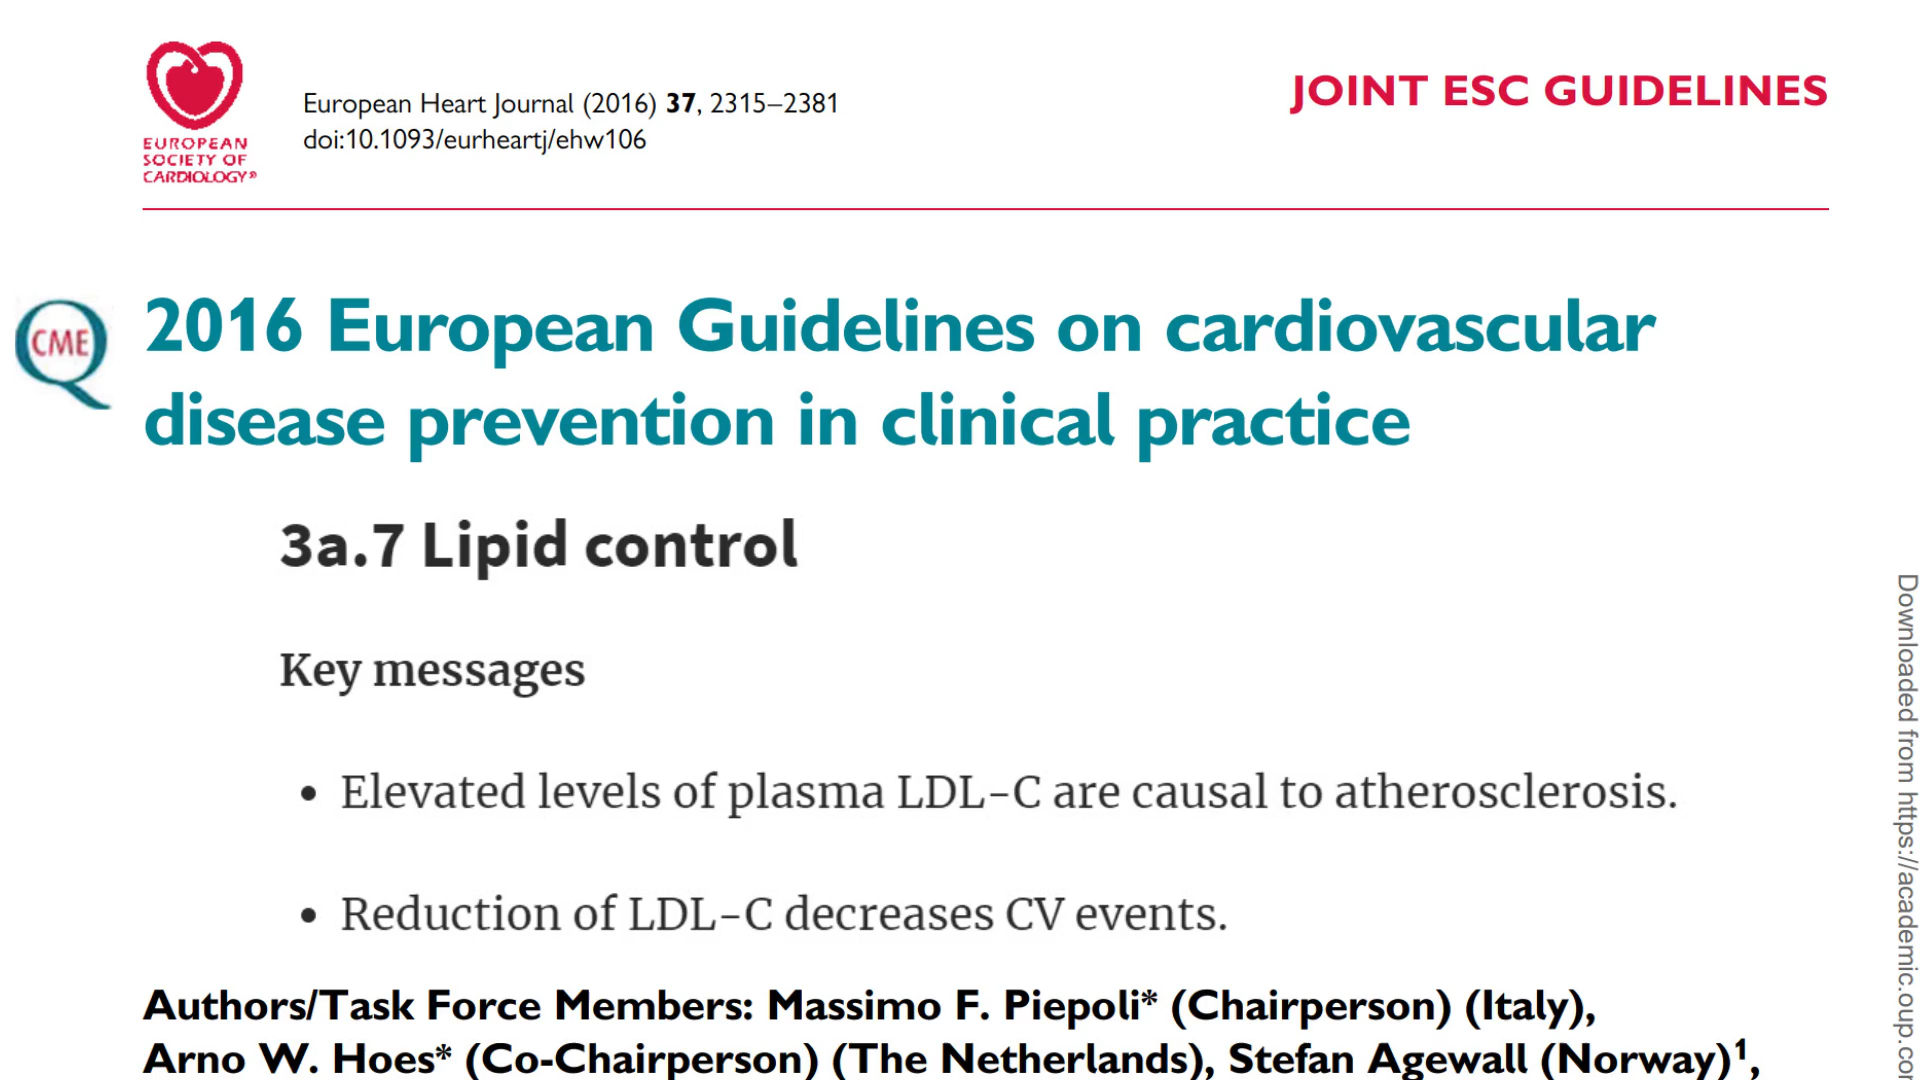 EUROPEAN
SOCIETY OF
CARDIOLOGY®
European Heart Journal (2016) 37, 2315–2381
doi:10.1093/eurheartj/ehw106
JOINT ESC GUIDELINES
CME
2016 European Guidelines on cardiovascular
disease prevention in clinical practice
3a.7 Lipid control
Key messages
• Elevated levels of plasma LDL-C are causal to atherosclerosis.
• Reduction of LDL-C decreases CV events.
Authors/Task Force Members: Massimo F. Piepoli* (Chairperson) (Italy),
Arno W. Hoes* (Co-Chairperson) (The Netherlands), Stefan Agewall (Norway)1,
Downloaded from https://academic.oup.co